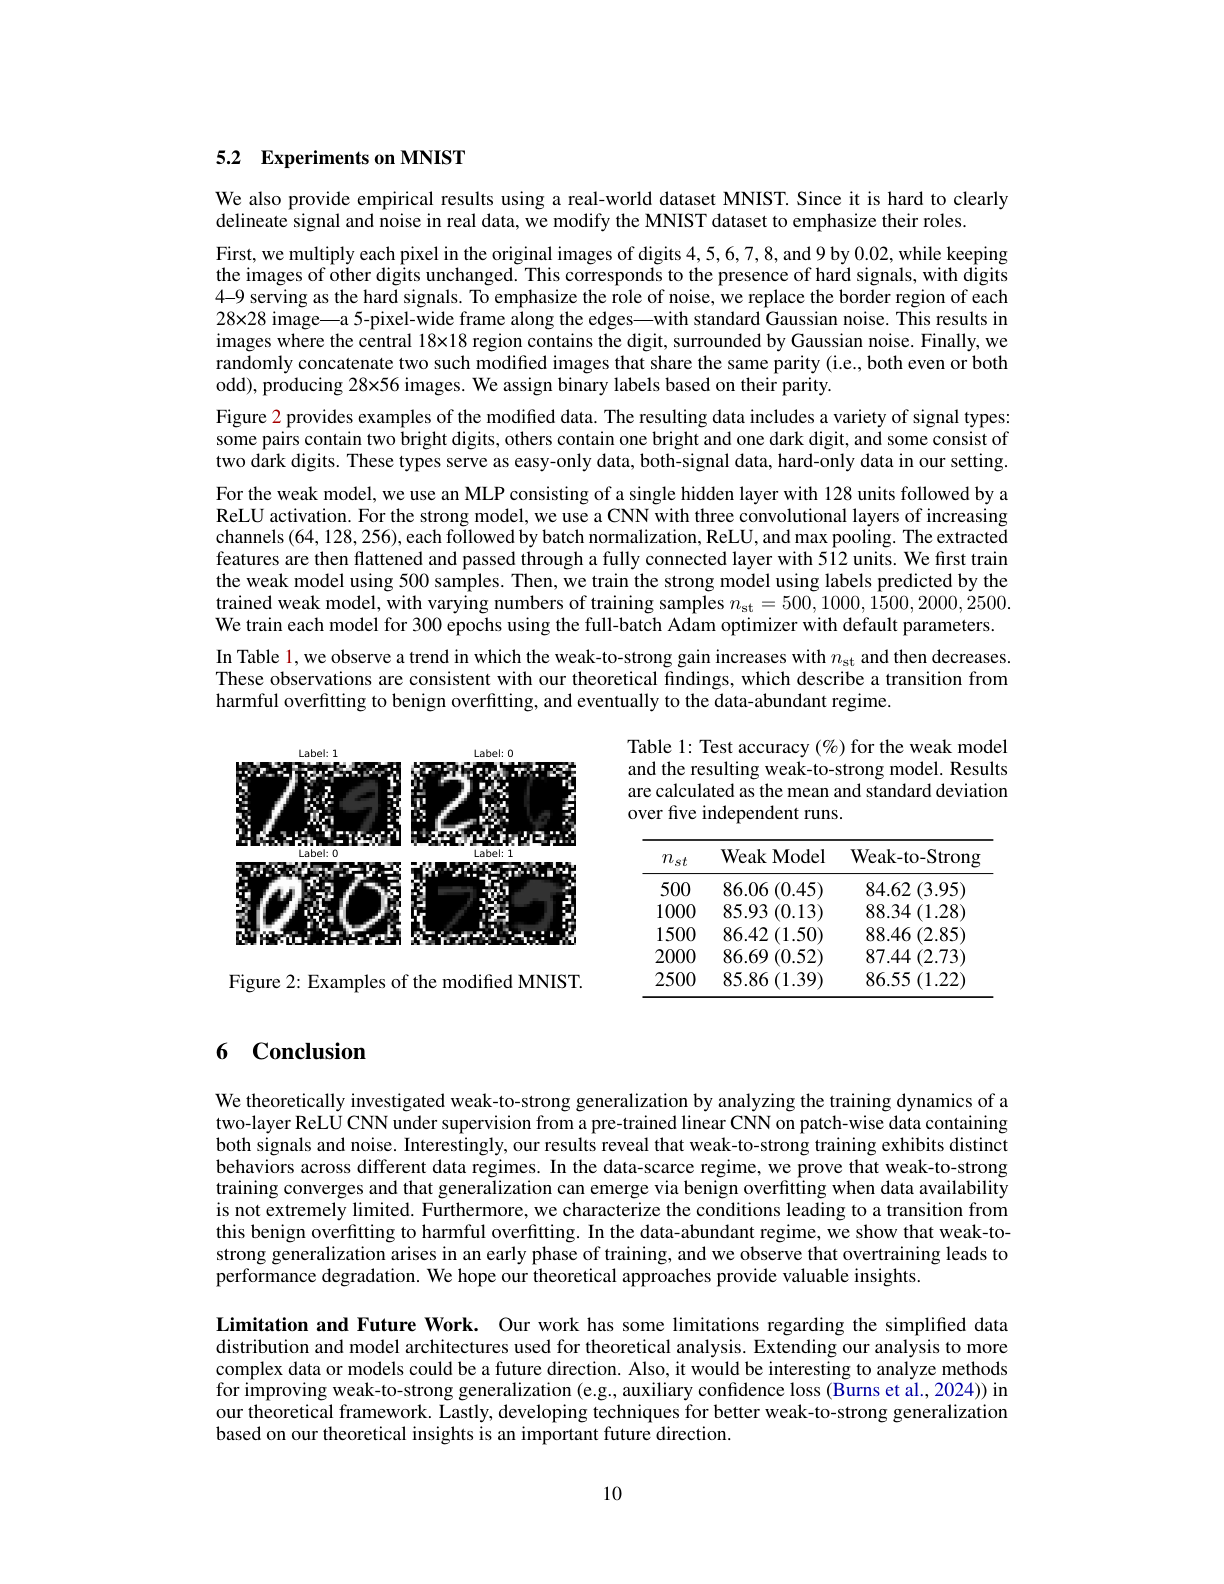 5.2 Experiments on MNIST
We also provide empirical results using a real-world dataset MNIST. Since it is hard to clearly
delineate signal and noise in real data, we modify the MNIST dataset to emphasize their roles.
First, we multiply each pixel in the original images of digits 4, 5, 6, 7, 8, and 9 by 0.02, while keeping
the images of other digits unchanged. This corresponds to the presence of hard signals, with digits
4–9 serving as the hard signals. To emphasize the role of noise, we replace the border region of each
28×28 image—a 5-pixel-wide frame along the edges—with standard Gaussian noise. This results in
images where the central 18×18 region contains the digit, surrounded by Gaussian noise. Finally, we
randomly concatenate two such modified images that share the same parity (i.e., both even or both
odd), producing 28×56 images. We assign binary labels based on their parity.
Figure 2 provides examples of the modified data. The resulting data includes a variety of signal types:
some pairs contain two bright digits, others contain one bright and one dark digit, and some consist of
two dark digits. These types serve as easy-only data, both-signal data, hard-only data in our setting.
For the weak model, we use an MLP consisting of a single hidden layer with 128 units followed by a
ReLU activation. For the strong model, we use a CNN with three convolutional layers of increasing
channels (64, 128, 256), each followed by batch normalization, ReLU, and max pooling. The extracted
features are then flattened and passed through a fully connected layer with 512 units. We first train
the weak model using 500 samples. Then, we train the strong model using labels predicted by the
trained weak model, with varying numbers of training samples n_st = 500, 1000, 1500, 2000, 2500.
We train each model for 300 epochs using the full-batch Adam optimizer with default parameters.
In Table 1, we observe a trend in which the weak-to-strong gain increases with n_st and then decreases.
These observations are consistent with our theoretical findings, which describe a transition from
harmful overfitting to benign overfitting, and eventually to the data-abundant regime.
Label: 1 Label: 0
1 9 2 6
Label: 0 Label: 1
0 0 7 5
Figure 2: Examples of the modified MNIST.
Table 1: Test accuracy (%) for the weak model
and the resulting weak-to-strong model. Results
are calculated as the mean and standard deviation
over five independent runs.
n_st Weak Model Weak-to-Strong
500 86.06 (0.45) 84.62 (3.95)
1000 85.93 (0.13) 88.34 (1.28)
1500 86.42 (1.50) 88.46 (2.85)
2000 86.69 (0.52) 87.44 (2.73)
2500 85.86 (1.39) 86.55 (1.22)
6 Conclusion
We theoretically investigated weak-to-strong generalization by analyzing the training dynamics of a
two-layer ReLU CNN under supervision from a pre-trained linear CNN on patch-wise data containing
both signals and noise. Interestingly, our results reveal that weak-to-strong training exhibits distinct
behaviors across different data regimes. In the data-scarce regime, we prove that weak-to-strong
training converges and that generalization can emerge via benign overfitting when data availability
is not extremely limited. Furthermore, we characterize the conditions leading to a transition from
this benign overfitting to harmful overfitting. In the data-abundant regime, we show that weak-to-
strong generalization arises in an early phase of training, and we observe that overtraining leads to
performance degradation. We hope our theoretical approaches provide valuable insights.
Limitation and Future Work. Our work has some limitations regarding the simplified data
distribution and model architectures used for theoretical analysis. Extending our analysis to more
complex data or models could be a future direction. Also, it would be interesting to analyze methods
for improving weak-to-strong generalization (e.g., auxiliary confidence loss (Burns et al., 2024)) in
our theoretical framework. Lastly, developing techniques for better weak-to-strong generalization
based on our theoretical insights is an important future direction.
10